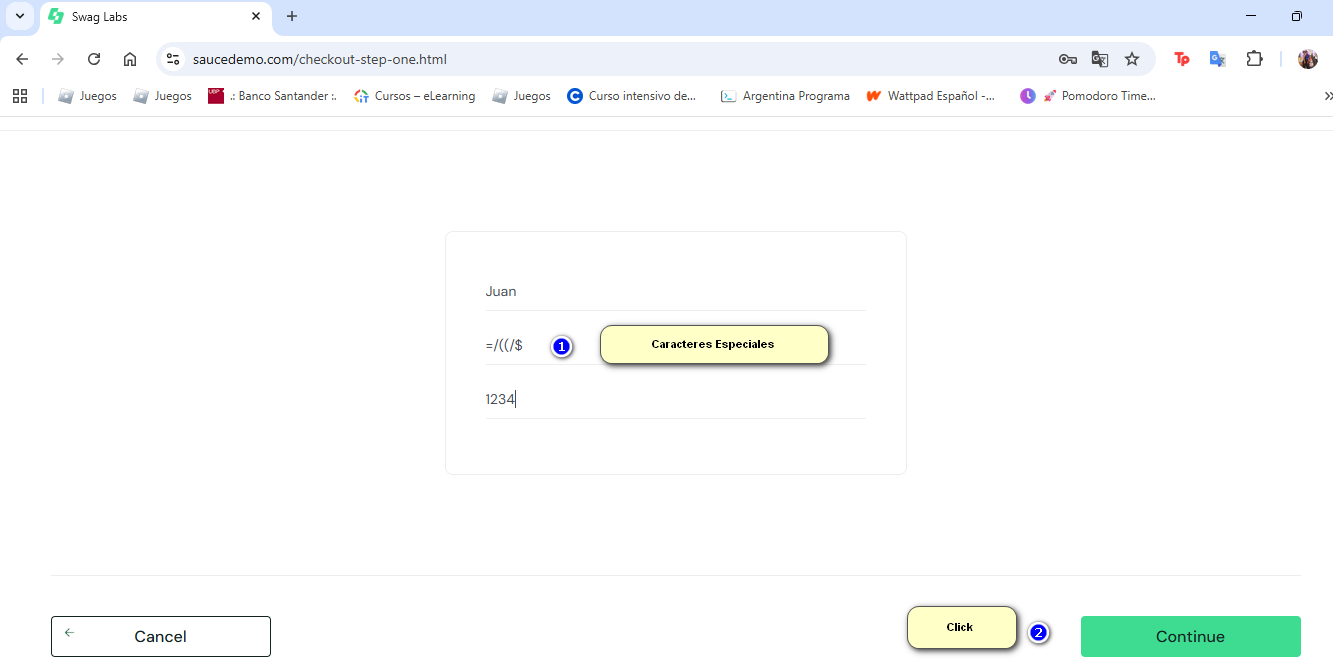 Swag Labs
saucedemo.com/checkout-step-one.html
Juegos
Juegos
.: Banco Santander :.
Cursos – eLearning
Juegos
Curso intensivo de...
Argentina Programa
Wattpad Español -...
Pomodoro Time...
Juan
=/((/$
1
Caracteres Especiales
1234
Cancel
Click
2
Continue